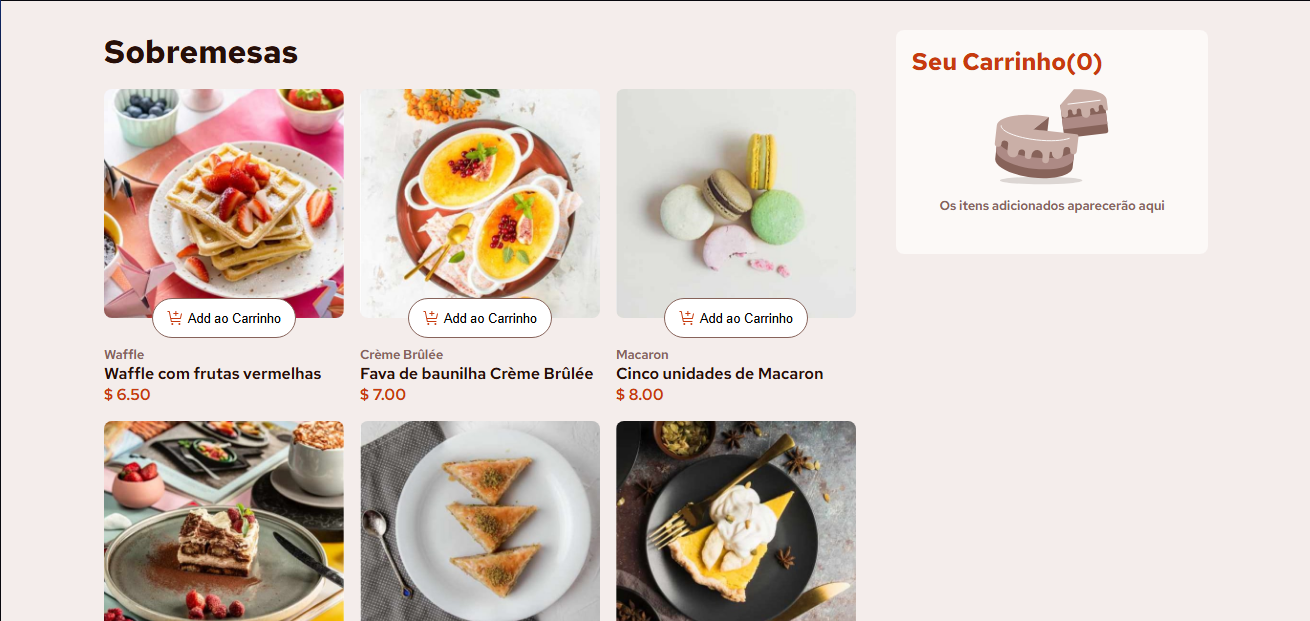 Sobremesas
Seu Carrinho(0)
Os itens adicionados aparecerão aqui
Add ao Carrinho
Add ao Carrinho
Add ao Carrinho
Waffle
Waffle com frutas vermelhas
$ 6.50
Crème Brûlée
Fava de baunilha Crème Brûlée
$ 7.00
Macaron
Cinco unidades de Macaron
$ 8.00